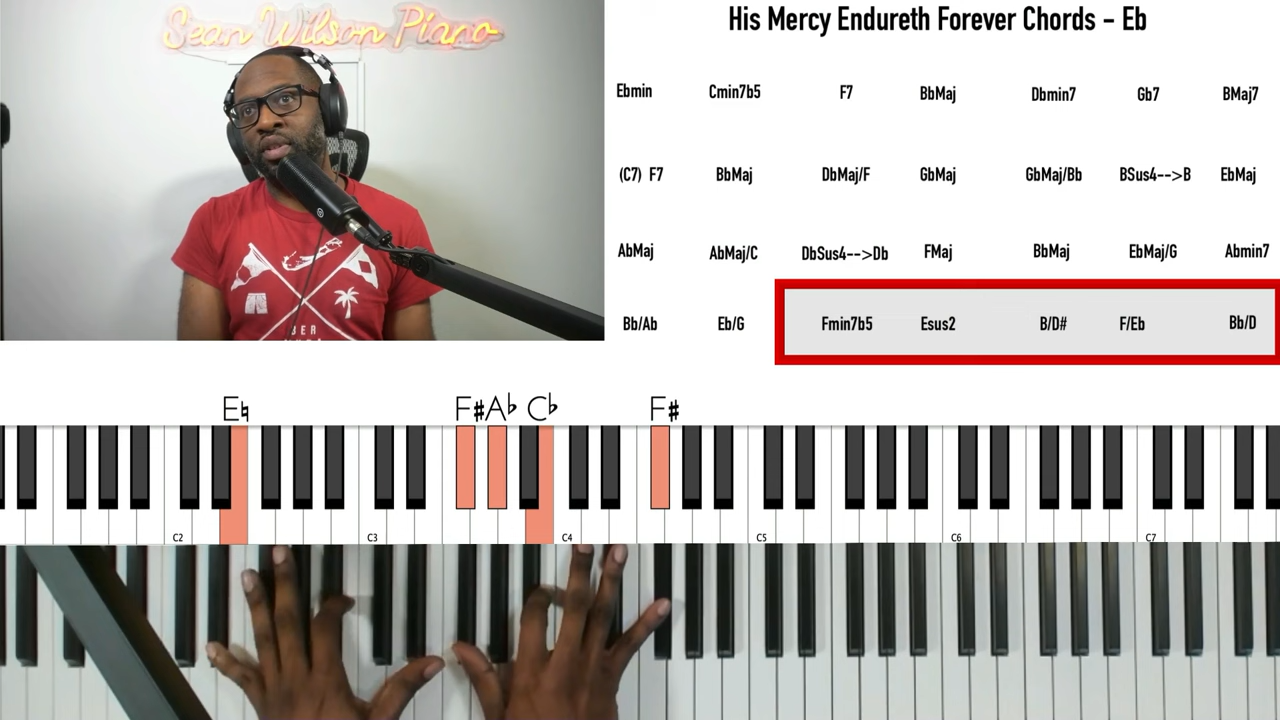 Sean Wilson Piano
BER
His Mercy Endureth Forever Chords - Eb
Ebmin Cmin7b5 F7 BbMaj Dbmin7 Gb7 BMaj7
(C7) F7 BbMaj DbMaj/F GbMaj GbMaj/Bb BSus4-->B EbMaj
AbMaj AbMaj/C DbSus4-->Db FMaj BbMaj EbMaj/G Abmin7
Bb/Ab Eb/G Fmin7b5 Esus2 B/D# F/Eb Bb/D
E♮ F♯ A♭ C♭ F♯
C2 C3 C4 C5 C6 C7